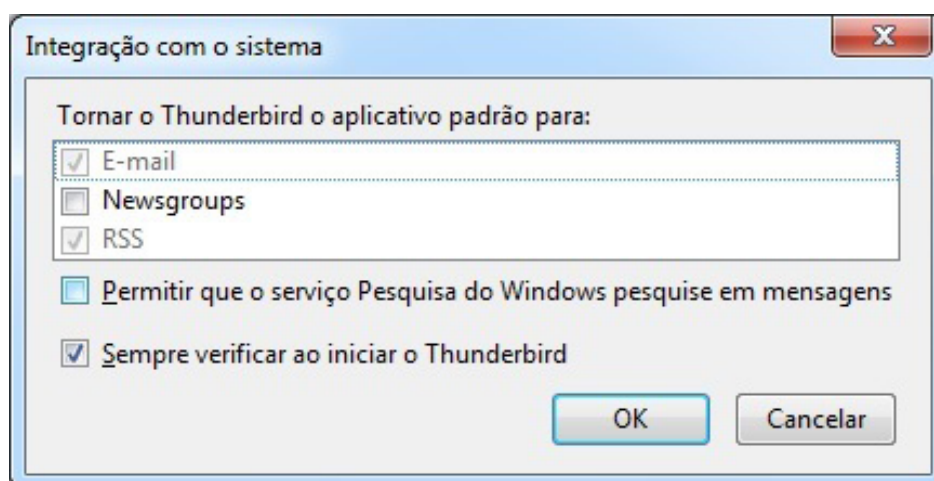 Integração com o sistema
Tornar o Thunderbird o aplicativo padrão para:
E-mail
Newsgroups
RSS
Permitir que o serviço Pesquisa do Windows pesquise em mensagens
Sempre verificar ao iniciar o Thunderbird
OK Cancelar